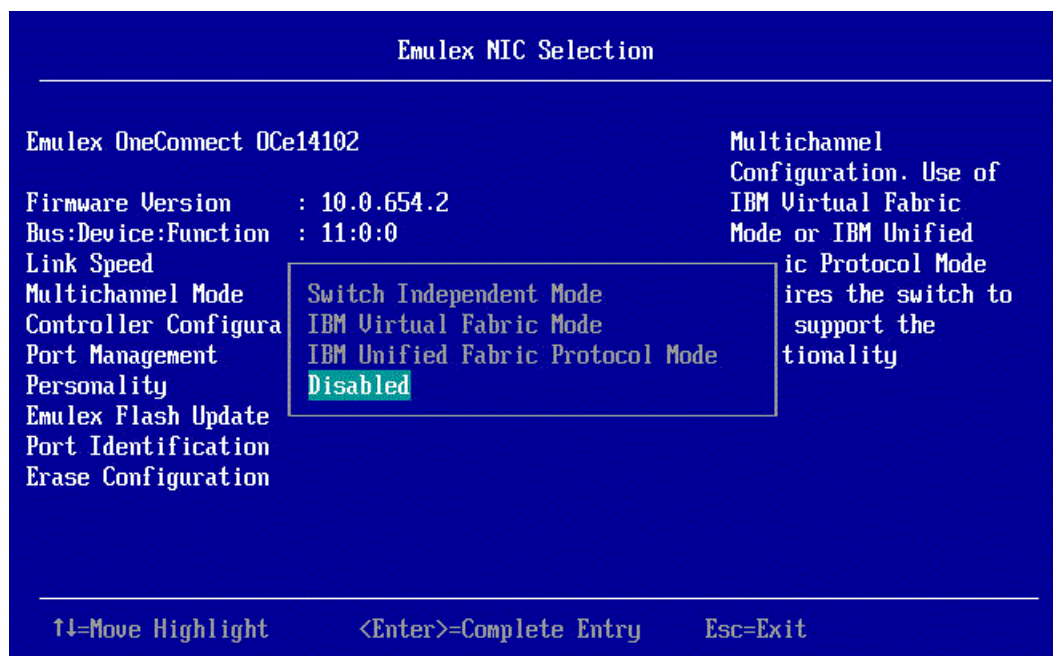 Emulex NIC Selection
Emulex OneConnect OCe14102
Firmware Version : 10.0.654.2
Bus:Device:Function : 11:0:0
Link Speed
Multichannel Mode
Controller Configura
Port Management
Personality
Emulex Flash Update
Port Identification
Erase Configuration
Switch Independent Mode
IBM Virtual Fabric Mode
IBM Unified Fabric Protocol Mode
Disabled
Multichannel
Configuration. Use of
IBM Virtual Fabric
Mode or IBM Unified
ic Protocol Mode
ires the switch to
support the
tionality
↑↓=Move Highlight <Enter>=Complete Entry Esc=Exit